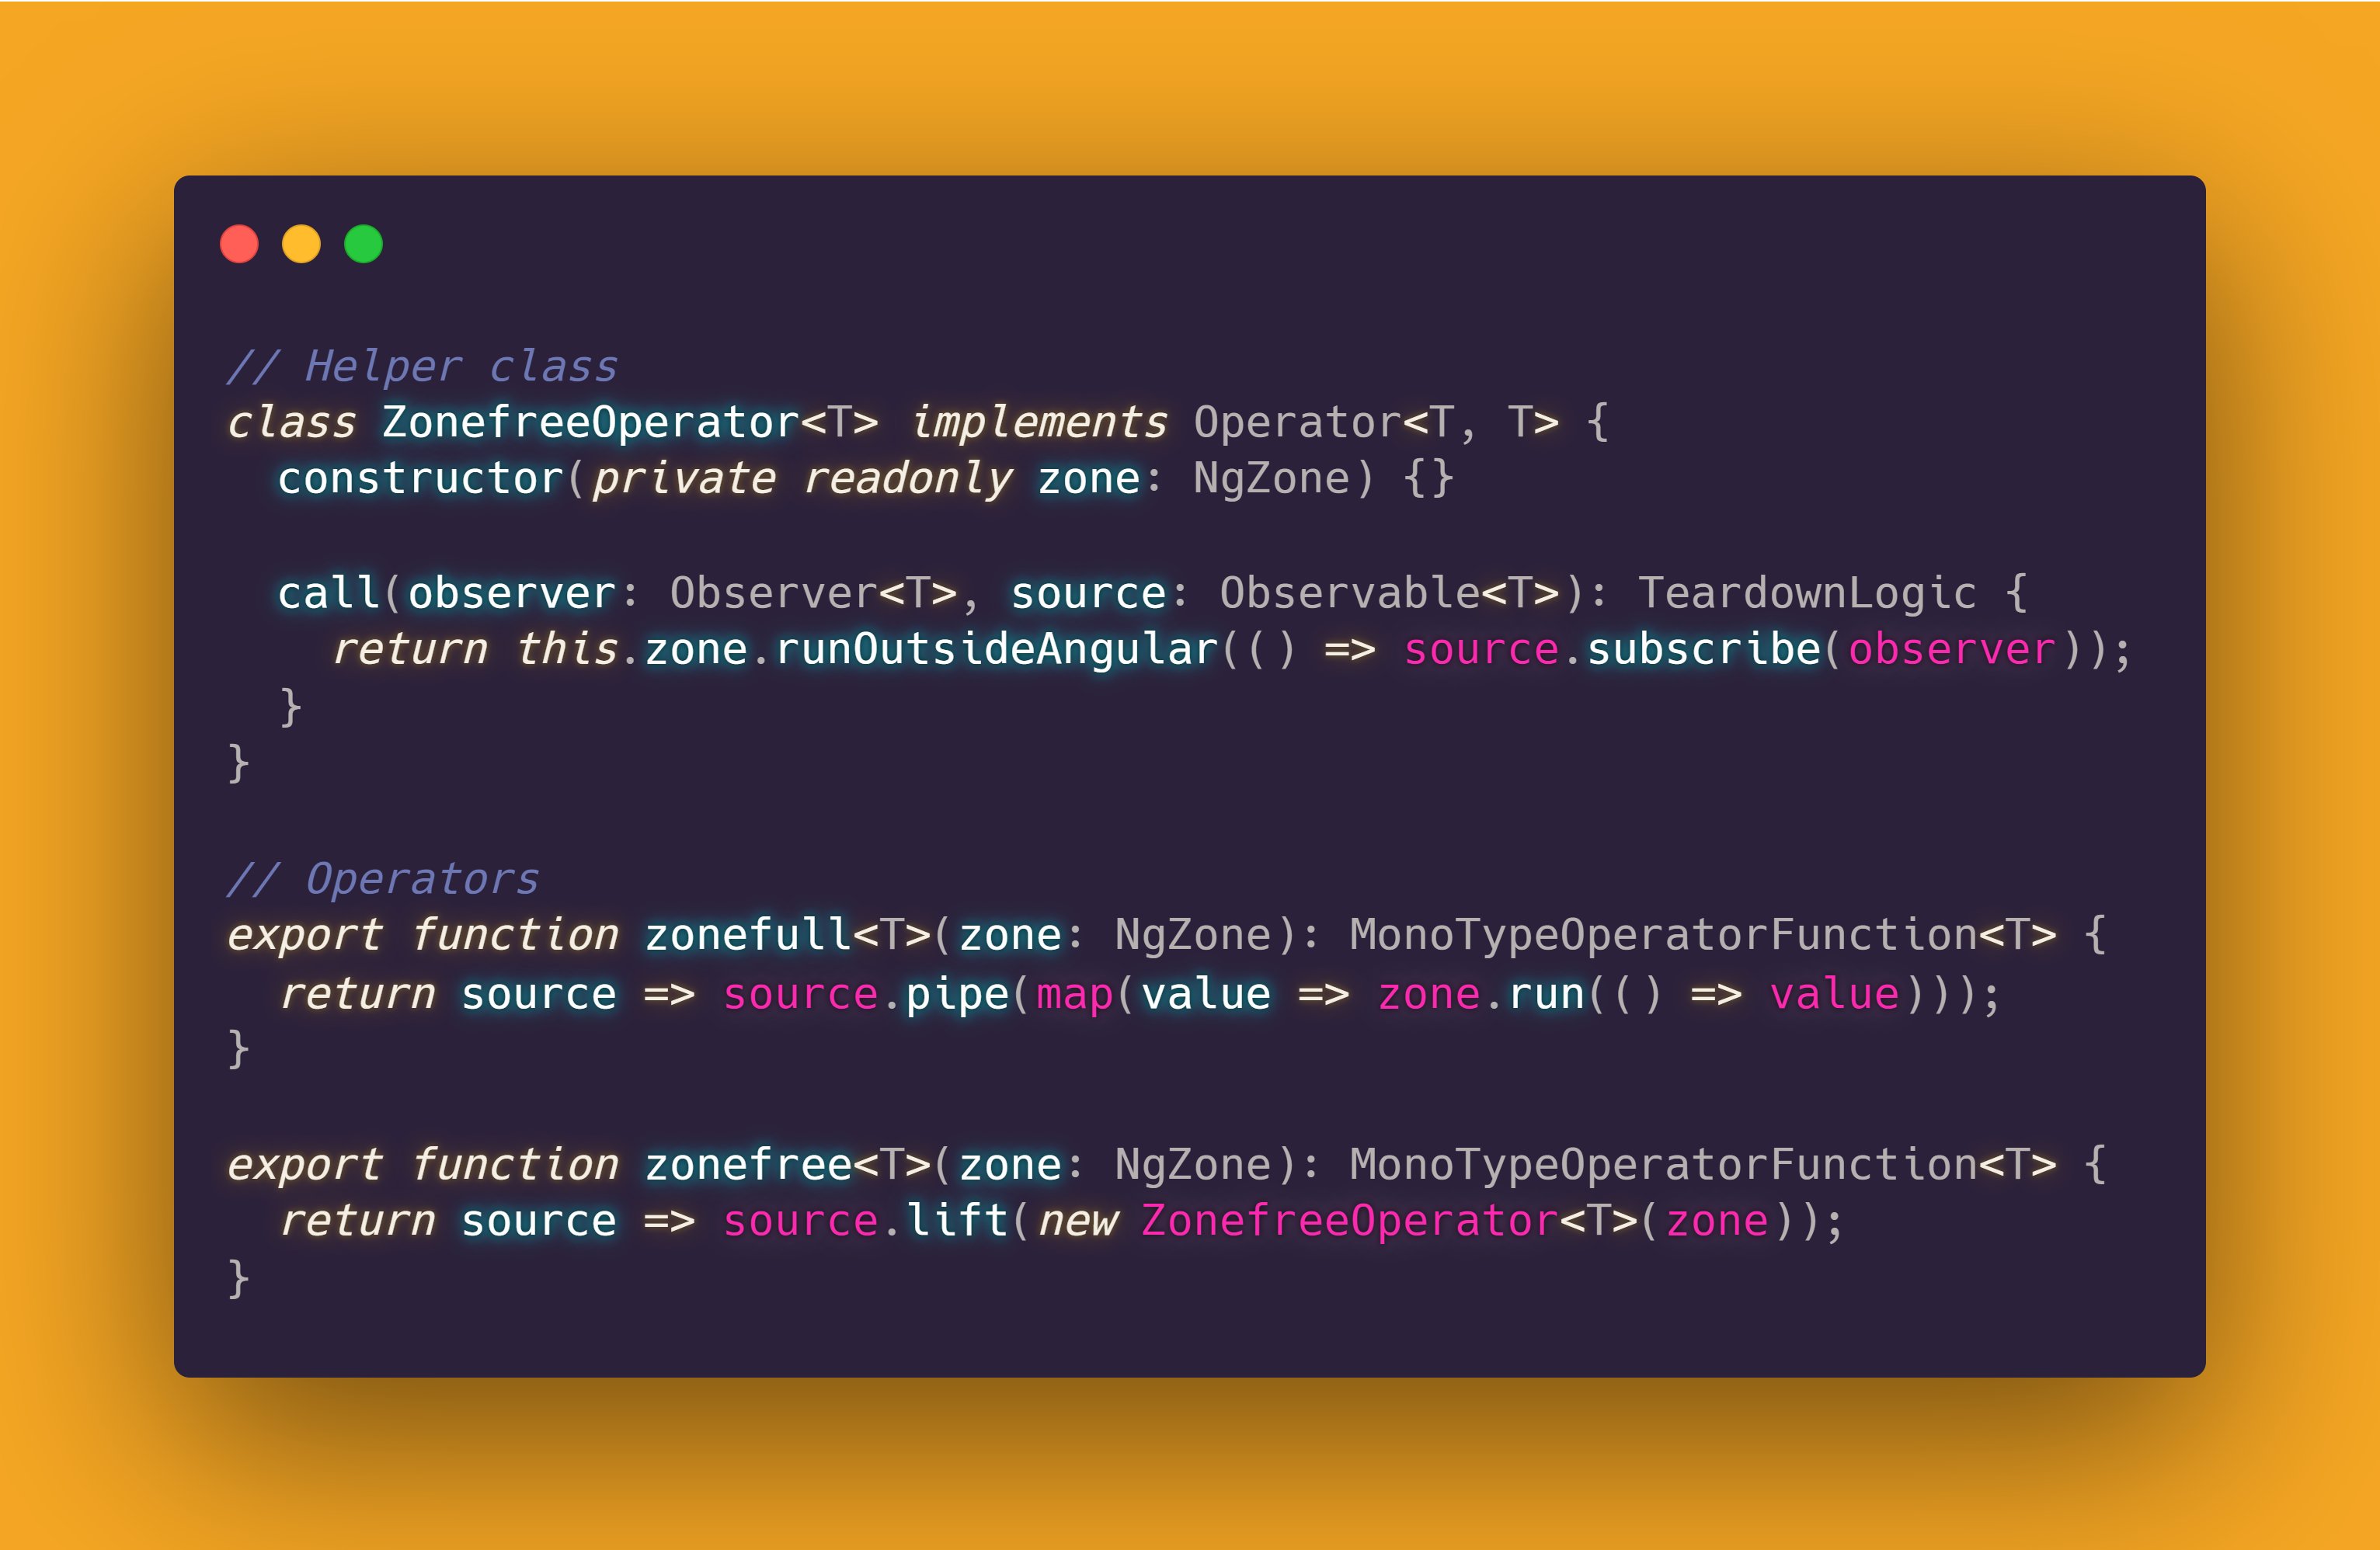 // Helper class
class ZonefreeOperator<T> implements Operator<T, T> {
  constructor(private readonly zone: NgZone) {}

  call(observer: Observer<T>, source: Observable<T>): TeardownLogic {
    return this.zone.runOutsideAngular(() => source.subscribe(observer));
  }
}

// Operators
export function zonefull<T>(zone: NgZone): MonoTypeOperatorFunction<T> {
  return source => source.pipe(map(value => zone.run(() => value)));
}

export function zonefree<T>(zone: NgZone): MonoTypeOperatorFunction<T> {
  return source => source.lift(new ZonefreeOperator<T>(zone));
}